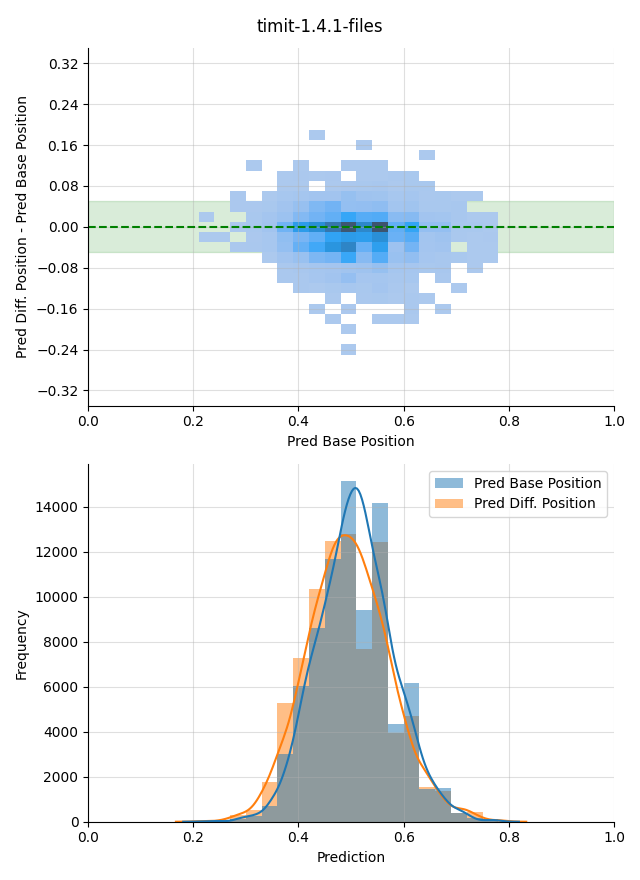 timit-1.4.1-files
Pred Diff. Position - Pred Base Position
0.32
0.24
0.16
0.08
0.00
−0.08
−0.16
−0.24
−0.32
0.0 0.2 0.4 0.6 0.8 1.0
Pred Base Position
Frequency
14000
12000
10000
8000
6000
4000
2000
0
Pred Base Position
Pred Diff. Position
0.0 0.2 0.4 0.6 0.8 1.0
Prediction